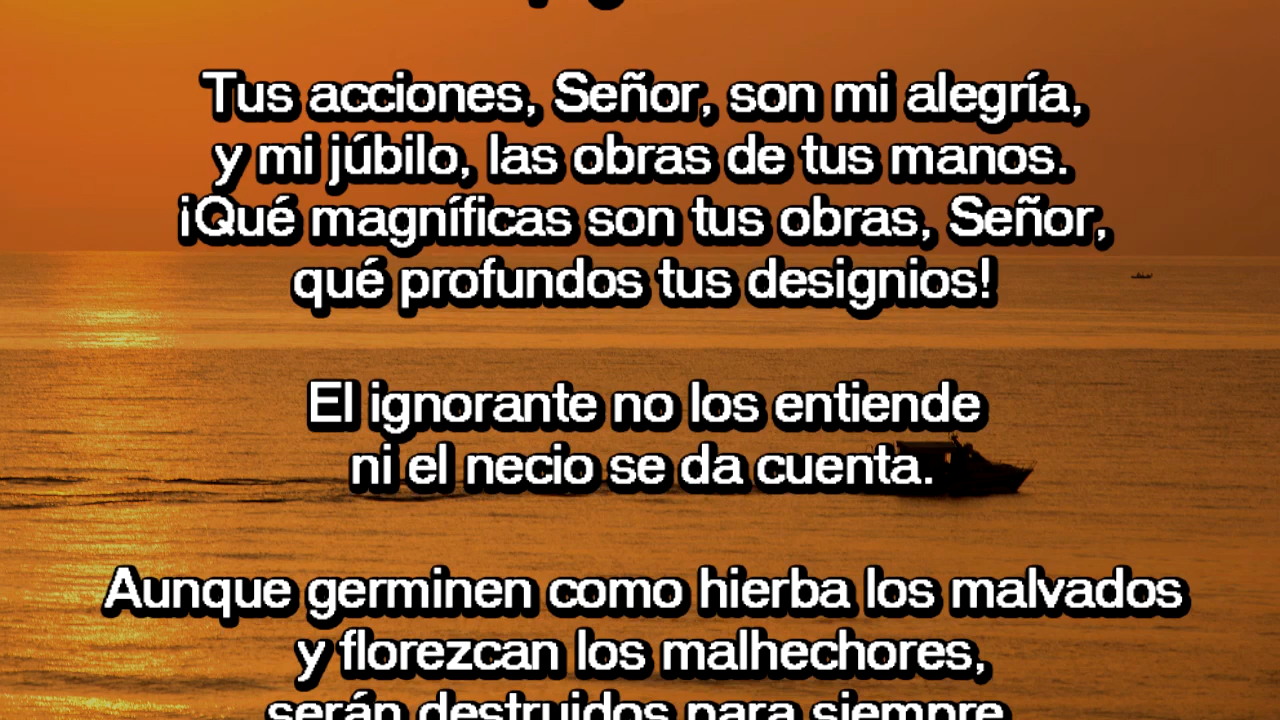 Tus acciones, Señor, son mi alegría,
y mi júbilo, las obras de tus manos.
¡Qué magníficas son tus obras, Señor,
qué profundos tus designios!
El ignorante no los entiende
ni el necio se da cuenta.
Aunque germinen como hierba los malvados
y florezcan los malhechores,
serán destruidos para siempre